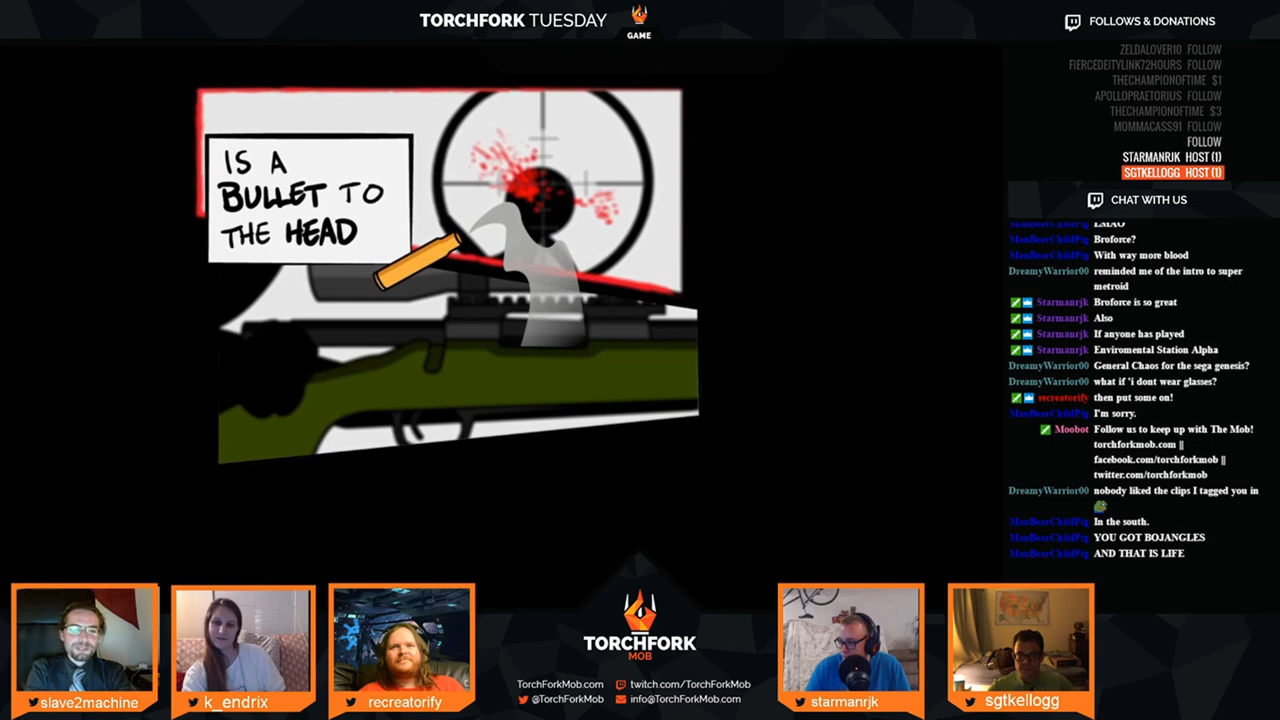 TORCHFORK TUESDAY
GAME
FOLLOWS & DONATIONS
ZELDALOVER10 FOLLOW
FIERCEDEITYLINK72HOURS FOLLOW
THECHAMPIONOFTIME $1
APOLLOPRAETORIUS FOLLOW
THECHAMPIONOFTIME $3
MOMMACASS91 FOLLOW
FOLLOW
STARMANRJK HOST (1)
SGTKELLOGG HOST (1)
IS A
BULLET TO
THE HEAD
CHAT WITH US
ManBearChildPig LMAO
ManBearChildPig Broforce?
ManBearChildPig With way more blood
DreamyWarrior00 reminded me of the intro to super
metroid
Starmanrjk Broforce is so great
Starmanrjk Also
Starmanrjk If anyone has played
Starmanrjk Enviromental Station Alpha
DreamyWarrior00 General Chaos for the sega genesis?
DreamyWarrior00 what if 'i dont wear glasses?
recreatorify then put some on!
ManBearChildPig I'm sorry.
Moobot Follow us to keep up with The Mob!
torchforkmob.com ||
facebook.com/torchforkmob ||
twitter.com/torchforkmob
DreamyWarrior00 nobody liked the clips I tagged you in
ManBearChildPig In the south.
ManBearChildPig YOU GOT BOJANGLES
ManBearChildPig AND THAT IS LIFE
slave2machine
k_endrix
recreatorify
TORCHFORK
MOB
TorchForkMob.com twitch.com/TorchForkMob
@TorchForkMob info@TorchForkMob.com
starmanrjk
sgtkellogg